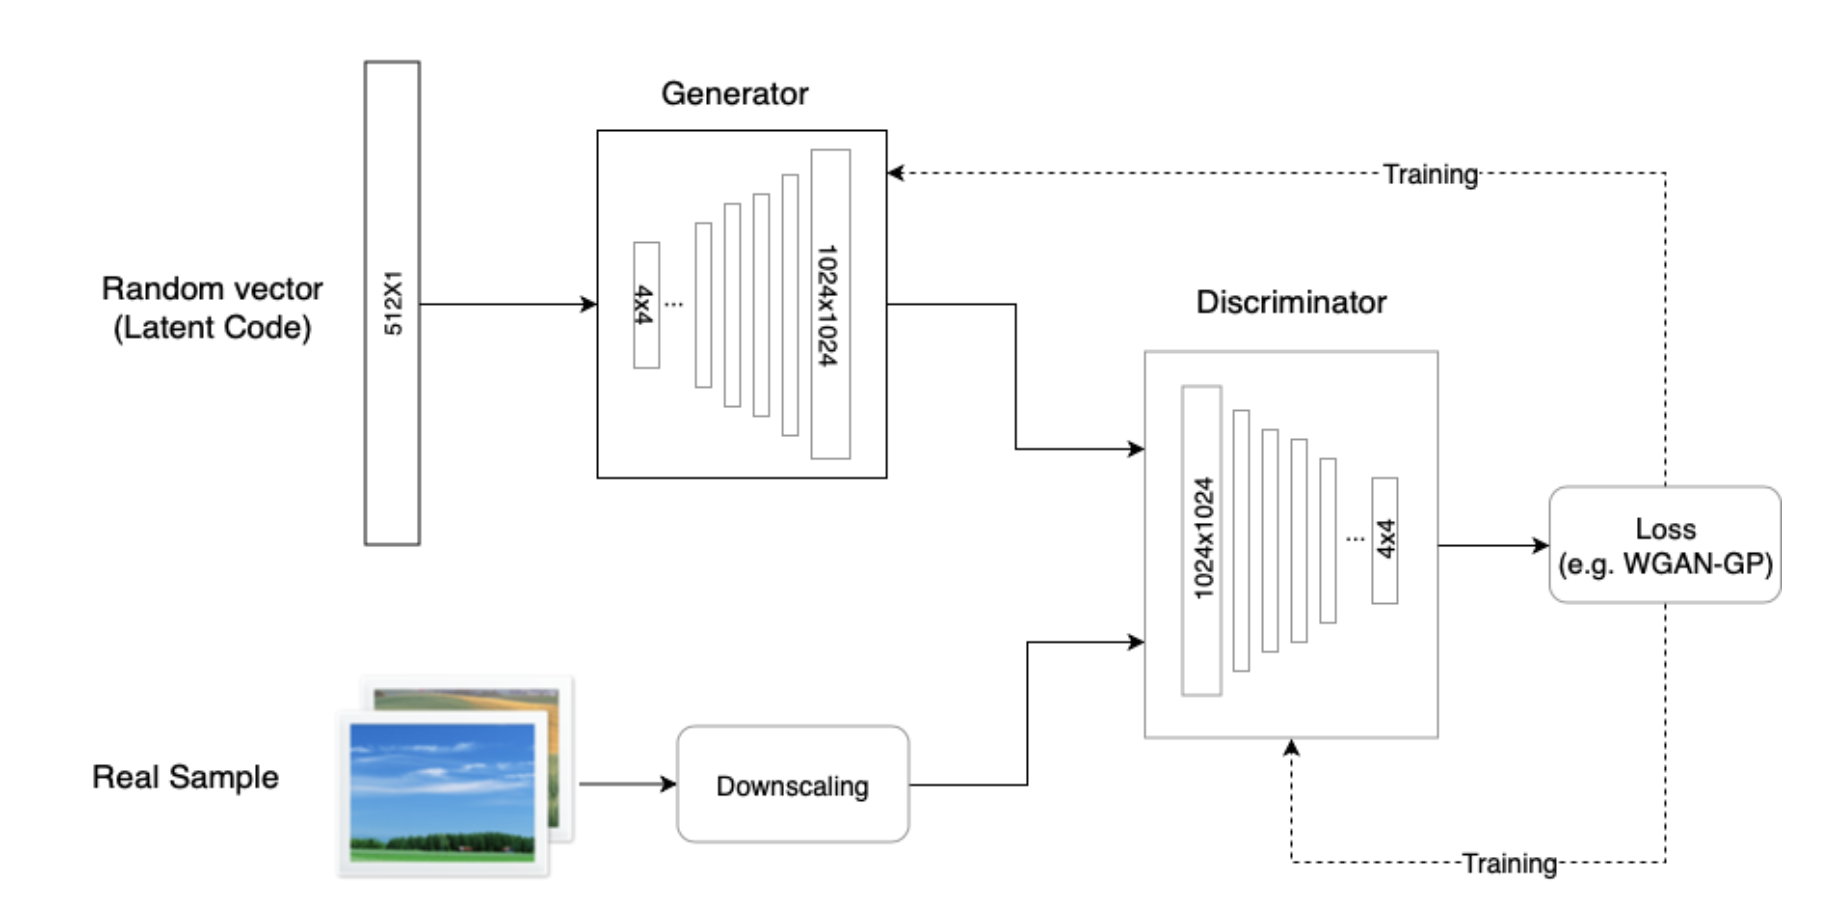 Generator
Training
Random vector
(Latent Code)
512X1
4x4
...
1024x1024
Discriminator
1024x1024
...
4x4
Loss
(e.g. WGAN-GP)
Real Sample
Downscaling
Training